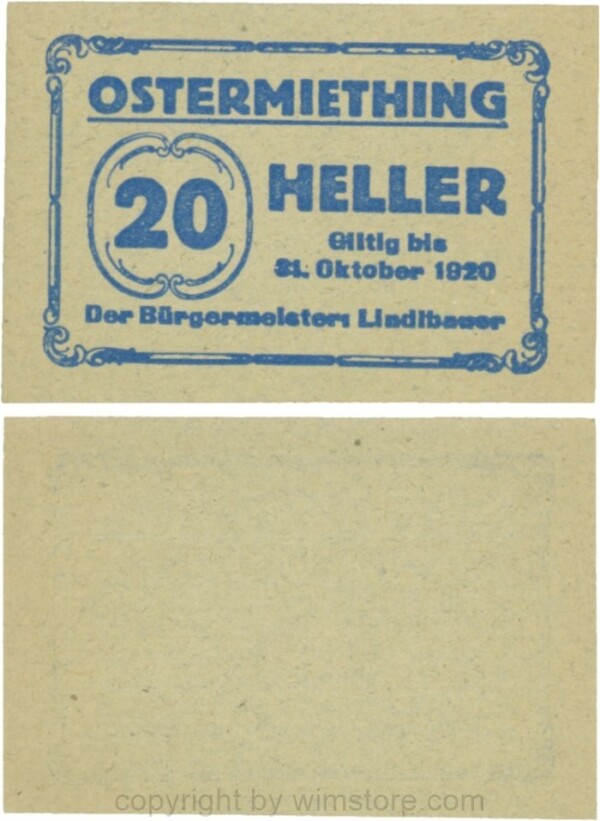 OSTERMIETHING
20 HELLER
Giltig bis
31. Oktober 1920
Der Bürgermeister: Lindlbauer
copyright by wimstore.com